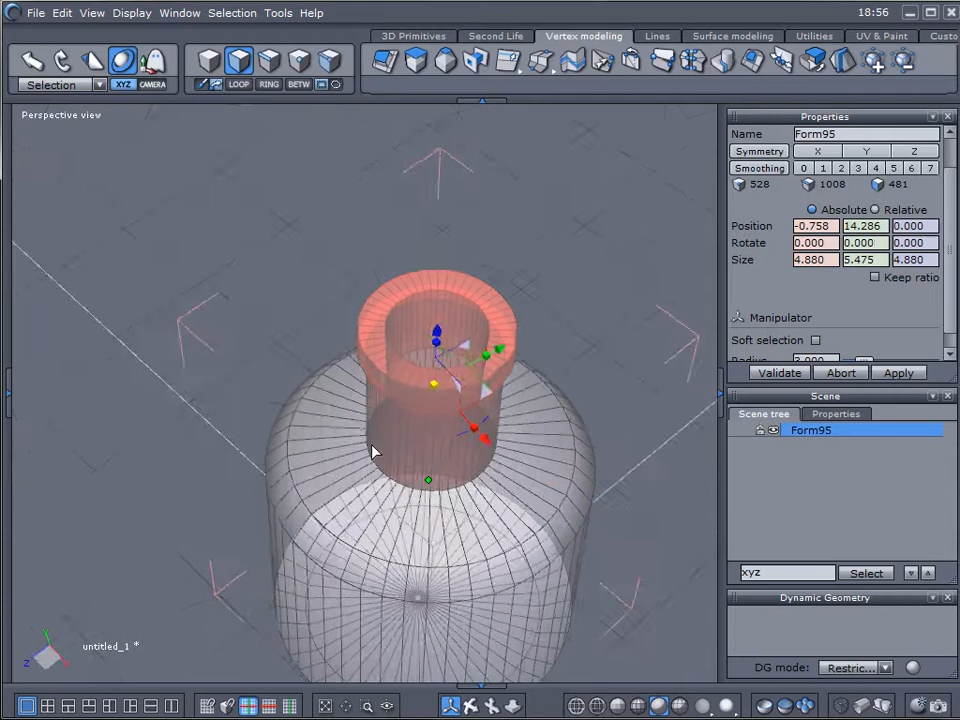 File Edit View Display Window Selection Tools Help 18:56
3D Primitives Second Life Vertex modeling Lines Surface modeling Utilities UV & Paint Custo
Selection XYZ CAMERA LOOP RING BETW
Perspective view
Properties
Name Form95
Symmetry X Y Z
Smoothing 0 1 2 3 4 5 6 7
528 1008 481
Absolute Relative
Position -0.758 14.286 0.000
Rotate 0.000 0.000 0.000
Size 4.880 5.475 4.880
Keep ratio
Manipulator
Soft selection
Radius 3.000
Validate Abort Apply
Scene
Scene tree Properties
Form95
xyz Select
Dynamic Geometry
DG mode: Restric...
Y
Z X
untitled_1 *